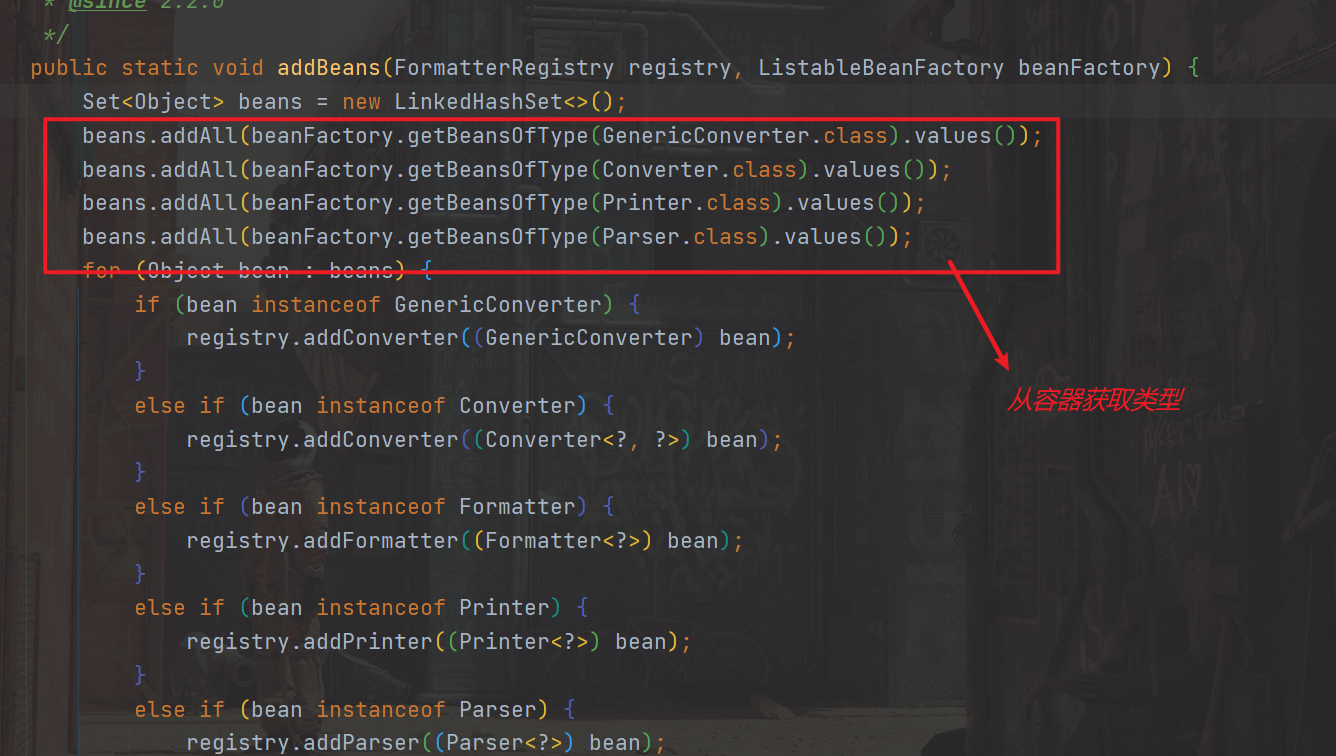 * @since 2.2.0
*/
public static void addBeans(FormatterRegistry registry, ListableBeanFactory beanFactory) {
Set<Object> beans = new LinkedHashSet<>();
beans.addAll(beanFactory.getBeansOfType(GenericConverter.class).values());
beans.addAll(beanFactory.getBeansOfType(Converter.class).values());
beans.addAll(beanFactory.getBeansOfType(Printer.class).values());
beans.addAll(beanFactory.getBeansOfType(Parser.class).values());
for (Object bean : beans) {
if (bean instanceof GenericConverter) {
registry.addConverter((GenericConverter) bean);
}
else if (bean instanceof Converter) {
从容器获取类型
registry.addConverter((Converter<?, ?>) bean);
}
else if (bean instanceof Formatter) {
registry.addFormatter((Formatter<?>) bean);
}
else if (bean instanceof Printer) {
registry.addPrinter((Printer<?>) bean);
}
else if (bean instanceof Parser) {
registry.addParser((Parser<?>) bean);